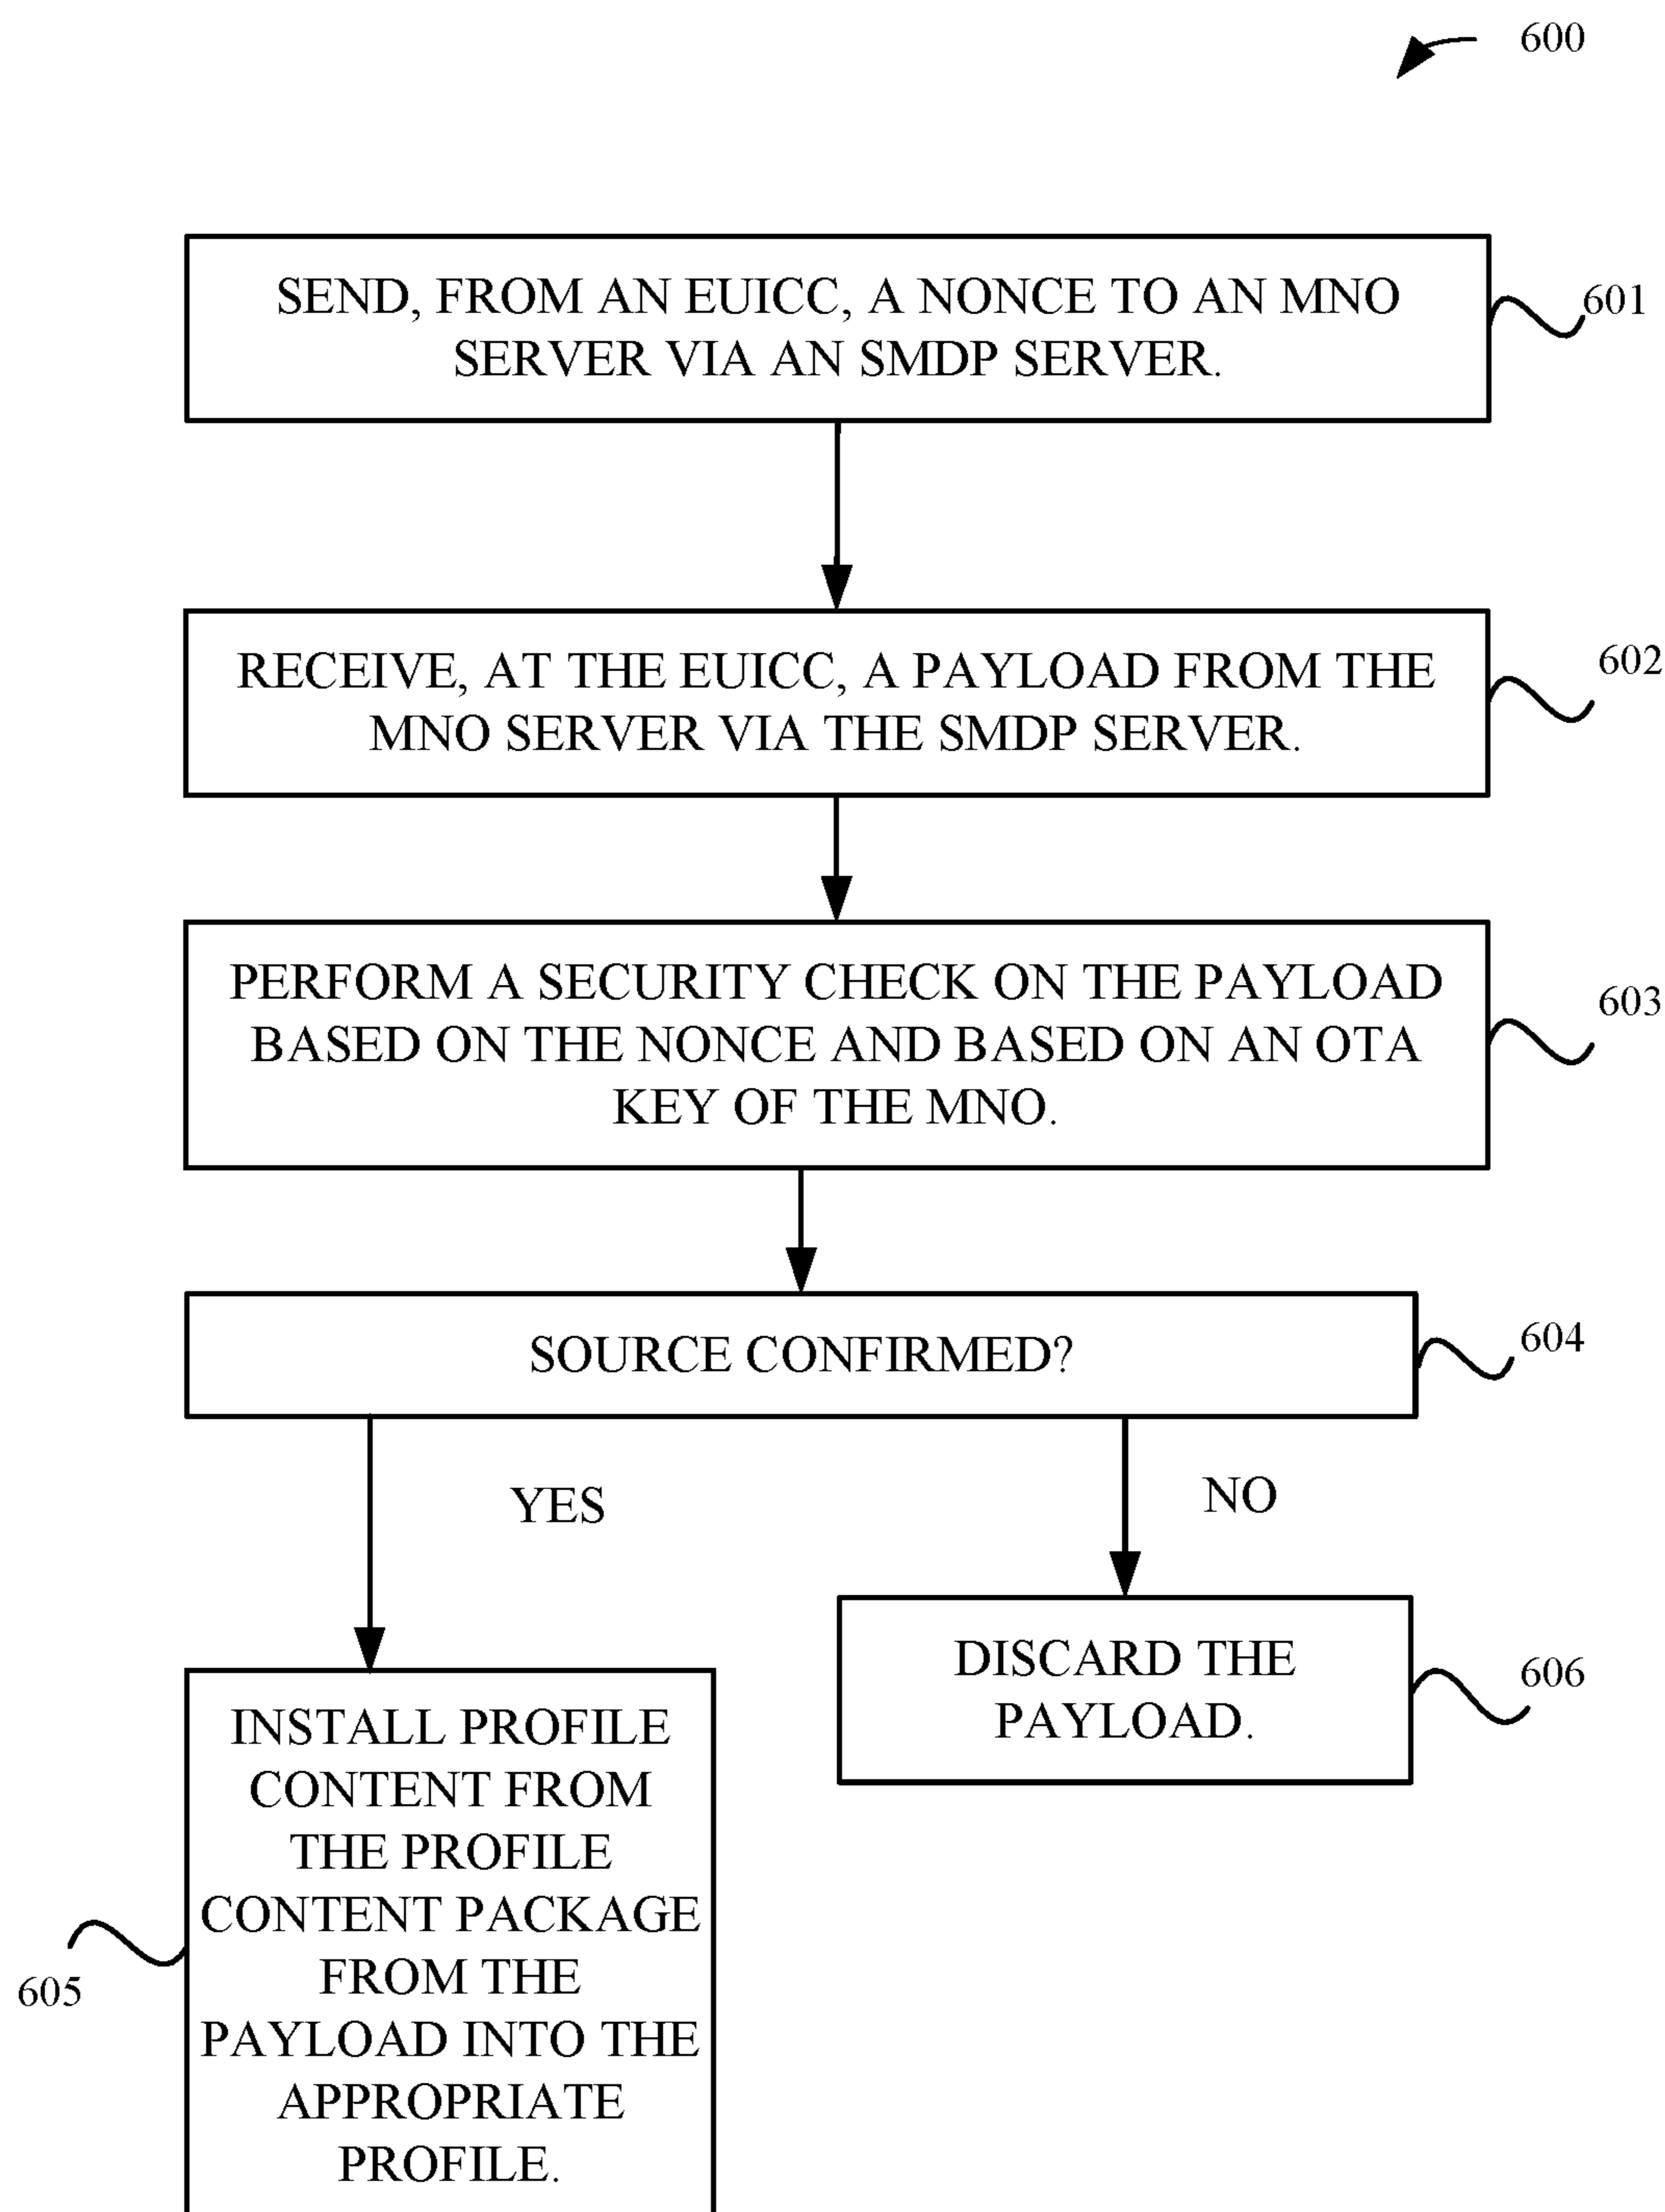 600
SEND, FROM AN EUICC, A NONCE TO AN MNO
SERVER VIA AN SMDP SERVER.
601
RECEIVE, AT THE EUICC, A PAYLOAD FROM THE
MNO SERVER VIA THE SMDP SERVER.
602
PERFORM A SECURITY CHECK ON THE PAYLOAD
BASED ON THE NONCE AND BASED ON AN OTA
KEY OF THE MNO.
603
SOURCE CONFIRMED?
604
YES
NO
DISCARD THE
PAYLOAD.
606
INSTALL PROFILE
CONTENT FROM
THE PROFILE
CONTENT PACKAGE
FROM THE
PAYLOAD INTO THE
APPROPRIATE
PROFILE.
605